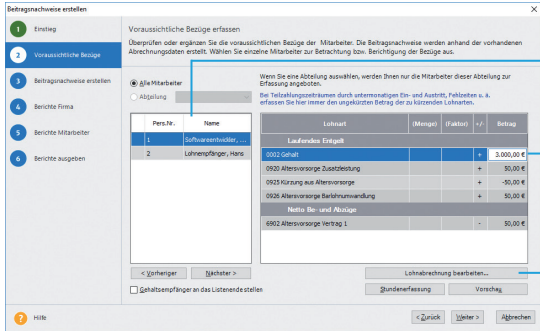 Beitragsnachweise erstellen
1 Einstieg
2 Voraussichtliche Bezüge
3 Beitragsnachweise erstellen
4 Berichte Firma
5 Berichte Mitarbeiter
6 Berichte ausgeben
Voraussichtliche Bezüge erfassen
Überprüfen oder ergänzen Sie die voraussichtlichen Bezüge der Mitarbeiter. Die Beitragsnachweise werden anhand der vorhandenen
Abrechnungsdaten erstellt. Wählen Sie einzelne Mitarbeiter zur Betrachtung bzw. Berichtigung der Bezüge aus.
Alle Mitarbeiter
Abteilung
Wenn Sie eine Abteilung auswählen, werden Ihnen nur die Mitarbeiter dieser Abteilung zur
Erfassung angeboten.
Bei Teilzahlungszeiträumen durch untermonatigen Ein- und Austritt, Fehlzeiten u. ä.
erfassen Sie hier immer den ungekürzten Betrag der zu kürzenden Lohnarten.
Pers.Nr. Name
1 Softwareentwickler, ...
2 Lohnempfänger, Hans
Lohnart (Menge) (Faktor) +/- Betrag
Laufendes Entgelt
0002 Gehalt + 3.000,00 €
0920 Altersvorsorge Zusatzleistung + 50,00 €
0925 Kürzung aus Altersvorsorge + -50,00 €
0926 Altersvorsorge Barlohnumwandlung + 50,00 €
Netto Be- und Abzüge
6902 Altersvorsorge Vertrag 1 - 50,00 €
< Vorheriger Nächster >
Lohnabrechnung bearbeiten...
Gehaltsempfänger an das Listenende stellen
Stundenerfassung Vorschau
Hilfe
< Zurück Weiter > Abbrechen